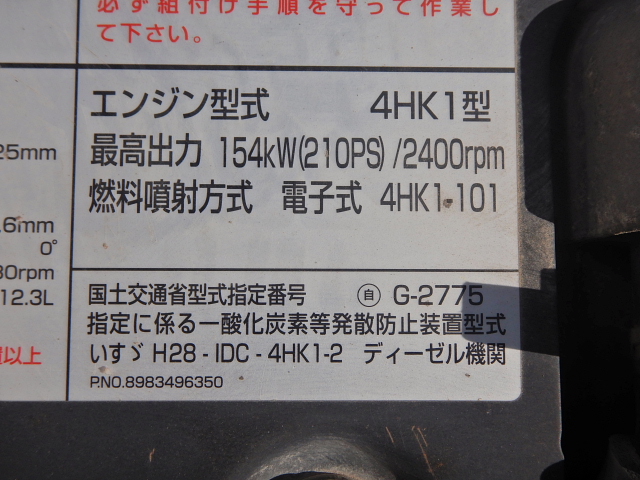 必ず組付け手順を守って作業し
て下さい。
エンジン型式 4HK1型
25mm
最高出力 154kW(210PS)/2400rpm
燃料噴射方式 電子式 4HK1-101
.6mm
0°
30rpm
12.3L
国土交通省型式指定番号 ㉂ G-2775
指定に係る一酸化炭素等発散防止装置型式
以上
いすゞ H28 - IDC - 4HK1-2 ディーゼル機関
P.NO.8983496350